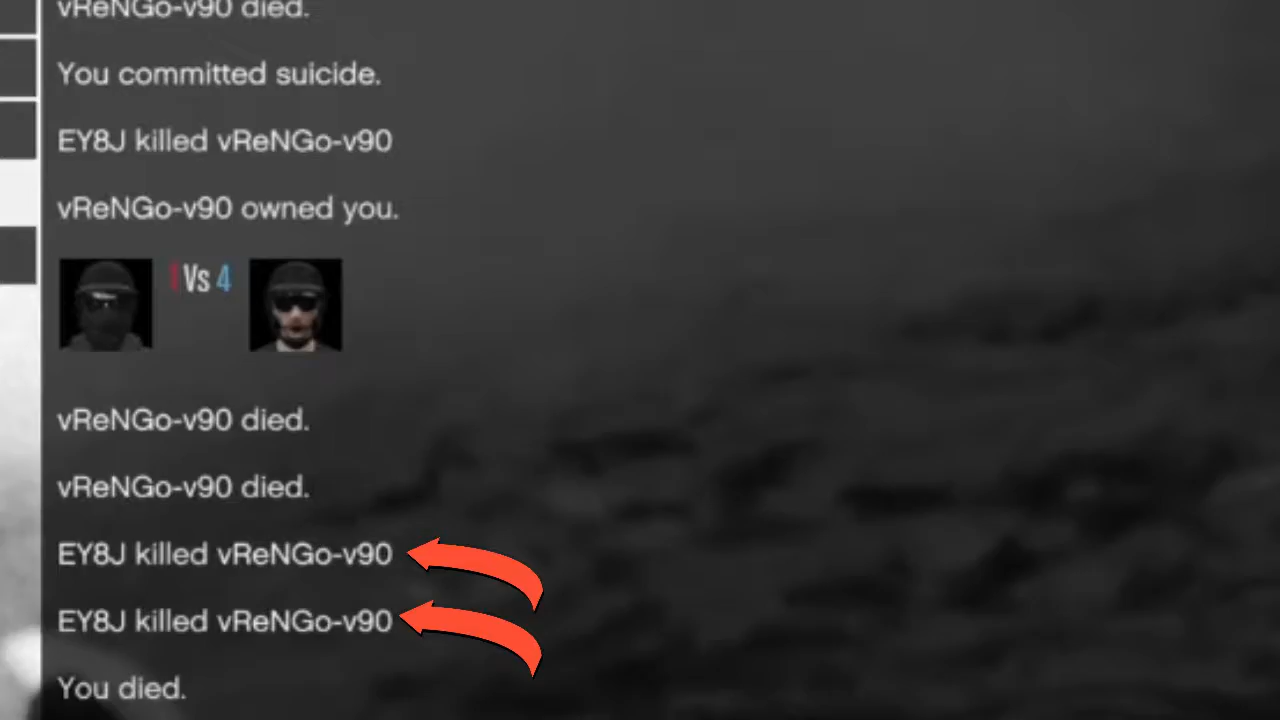 vReNGo-v90 died.
You committed suicide.
EY8J killed vReNGo-v90
vReNGo-v90 owned you.
1 Vs 4
vReNGo-v90 died.
vReNGo-v90 died.
EY8J killed vReNGo-v90
EY8J killed vReNGo-v90
You died.